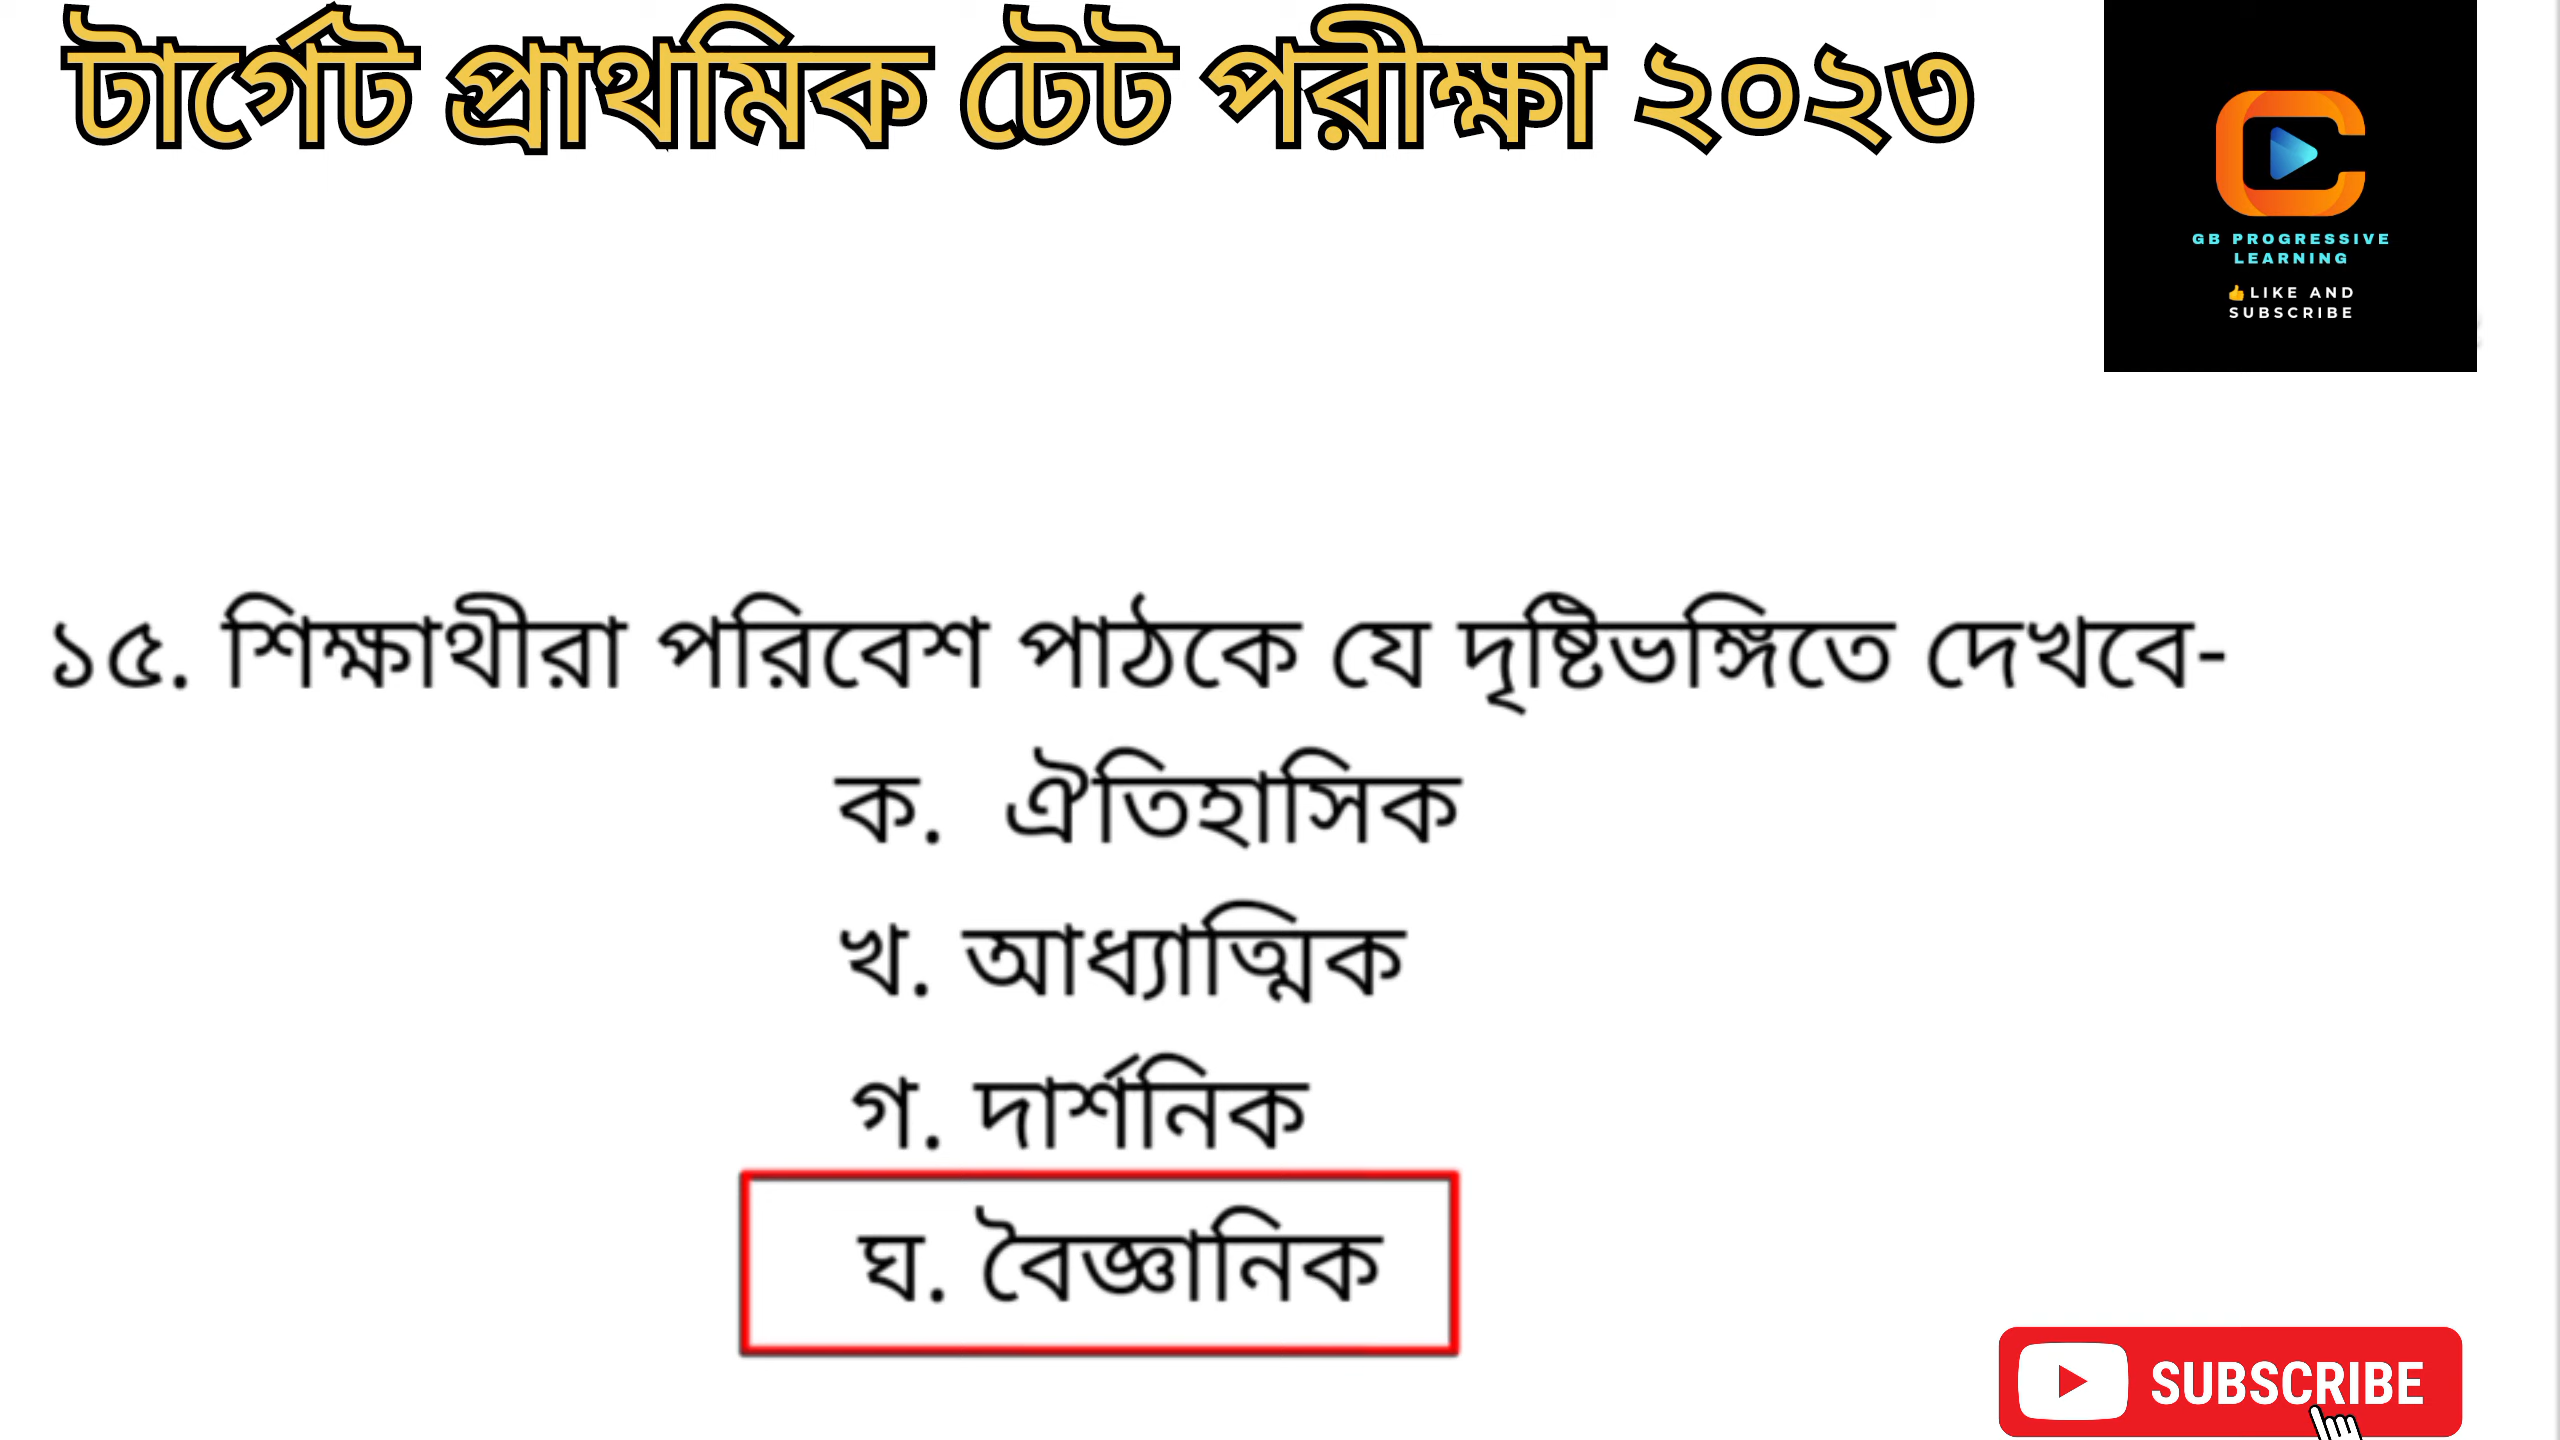 টার্গেট প্রাথমিক টেট পরীক্ষা ২০২৩
GB PROGRESSIVE
LEARNING
👍LIKE AND
SUBSCRIBE
১৫. শিক্ষাথীরা পরিবেশ পাঠকে যে দৃষ্টিভঙ্গিতে দেখবে-
ক. ঐতিহাসিক
খ. আধ্যাত্মিক
গ. দার্শনিক
ঘ. বৈজ্ঞানিক
SUBSCRIBE